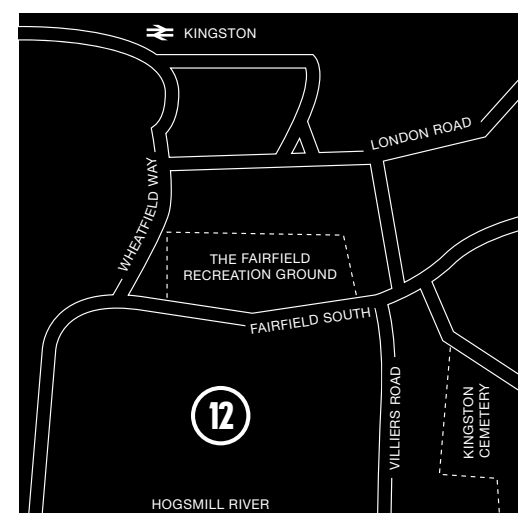 KINGSTON
LONDON ROAD
WHEATFIELD WAY
THE FAIRFIELD
RECREATION GROUND
FAIRFIELD SOUTH
VILLIERS ROAD
KINGSTON
CEMETERY
12
HOGSMILL RIVER